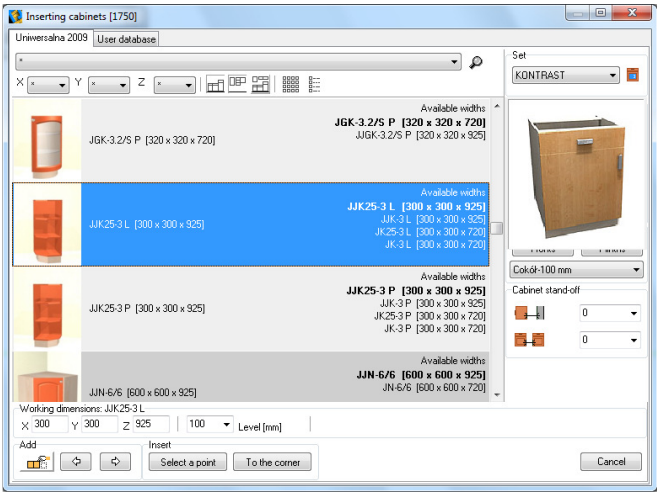 Inserting cabinets [1750]
Uniwersalna 2009 User database
*
X * Y * Z *
Available widths
JGK-3.2/S P [320 x 320 x 720]
JGK-3.2/S P [320 x 320 x 720]
JJGK-3.2/S P [320 x 320 x 925]
Available widths
JJK25-3 L [300 x 300 x 925]
JJK25-3 L [300 x 300 x 925]
JJK-3 L [300 x 300 x 925]
JK25-3 L [300 x 300 x 720]
JK-3 L [300 x 300 x 720]
Available widths
JJK25-3 P [300 x 300 x 925]
JJK25-3 P [300 x 300 x 925]
JJK-3 P [300 x 300 x 925]
JK25-3 P [300 x 300 x 720]
JK-3 P [300 x 300 x 720]
Available widths
JJN-6/6 [600 x 600 x 925]
JJN-6/6 [600 x 600 x 925]
JN-6/6 [600 x 600 x 720]
Set
KONTRAST
Cokół-100 mm
Cabinet stand-off
0
0
Working dimensions: JJK25-3 L
X 300 Y 300 Z 925 100 Level [mm]
Add Insert
Select a point To the corner Cancel